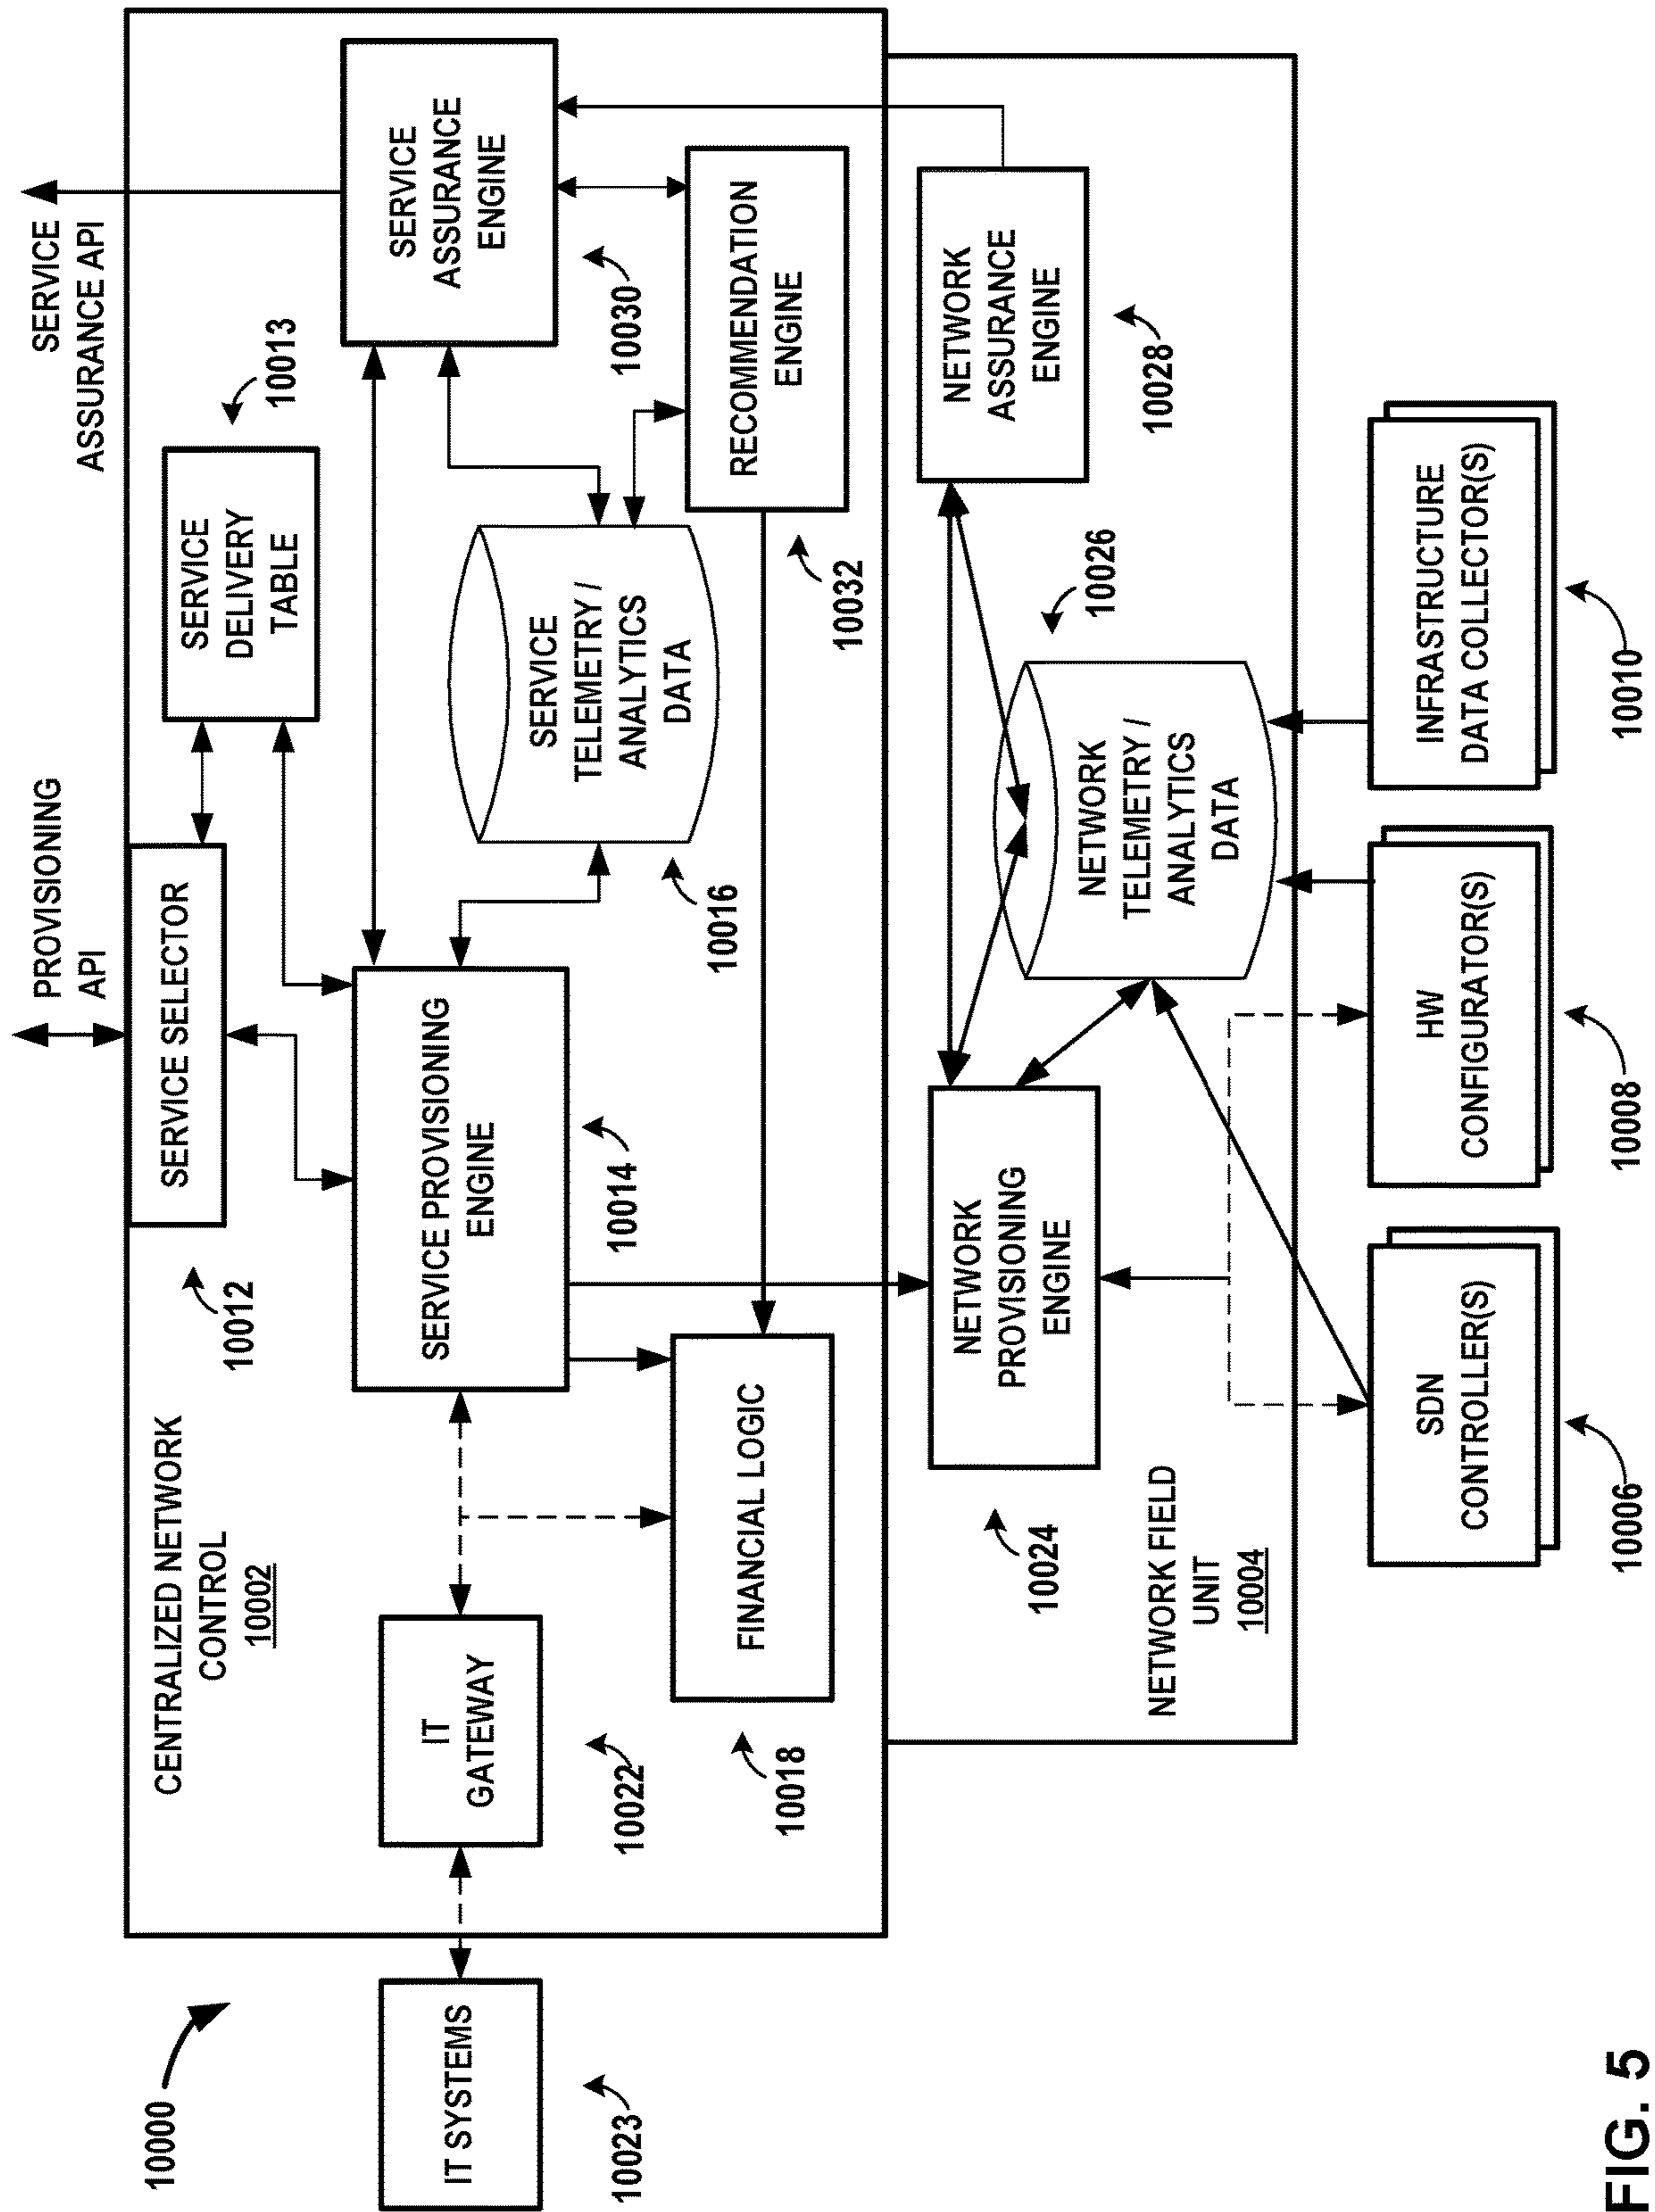 10000
IT SYSTEMS
10023
CENTRALIZED NETWORK
CONTROL
10002
IT
GATEWAY
10022
FINANCIAL LOGIC
10018
PROVISIONING
API
SERVICE SELECTOR
10012
SERVICE PROVISIONING
ENGINE
10014
SERVICE
DELIVERY
TABLE
10013
SERVICE
TELEMETRY /
ANALYTICS
DATA
10016
SERVICE
ASSURANCE API
SERVICE
ASSURANCE
ENGINE
10030
RECOMMENDATION
ENGINE
10032
NETWORK
PROVISIONING
ENGINE
10024
NETWORK FIELD
UNIT
10004
NETWORK
TELEMETRY /
ANALYTICS
DATA
10026
NETWORK
ASSURANCE
ENGINE
10028
SDN
CONTROLLER(S)
10006
HW
CONFIGURATOR(S)
10008
INFRASTRUCTURE
DATA COLLECTOR(S)
10010
FIG. 5